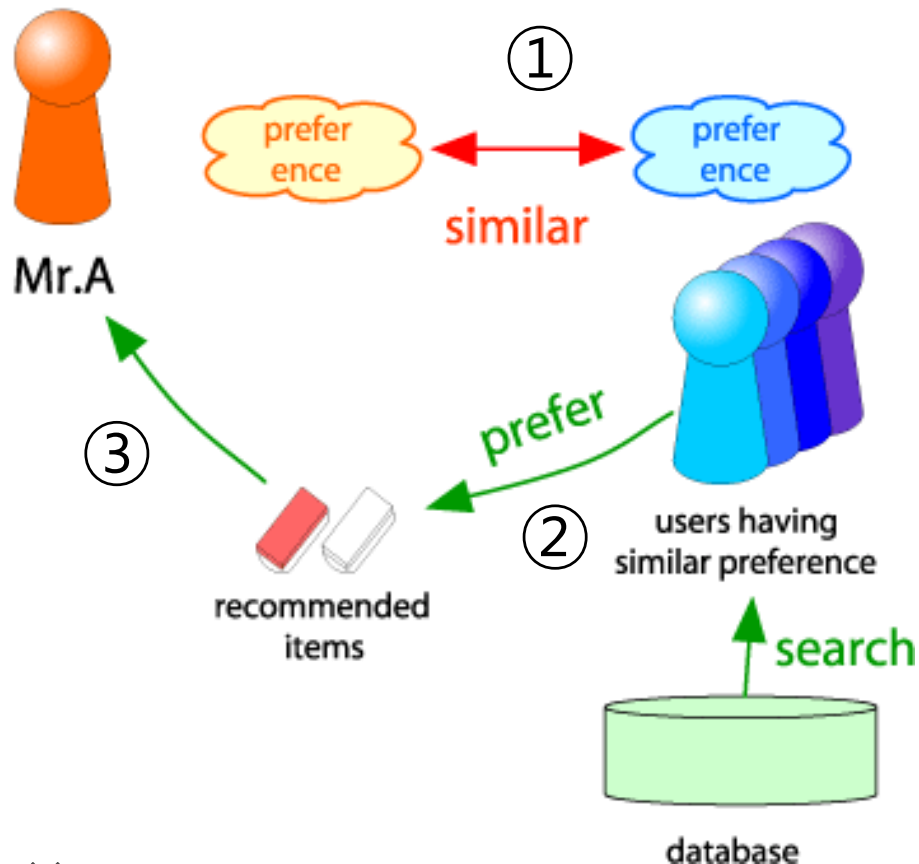 ①
prefer
ence
prefer
ence
similar
Mr.A
prefer
③
②
users having
similar preference
recommended
items
search
database